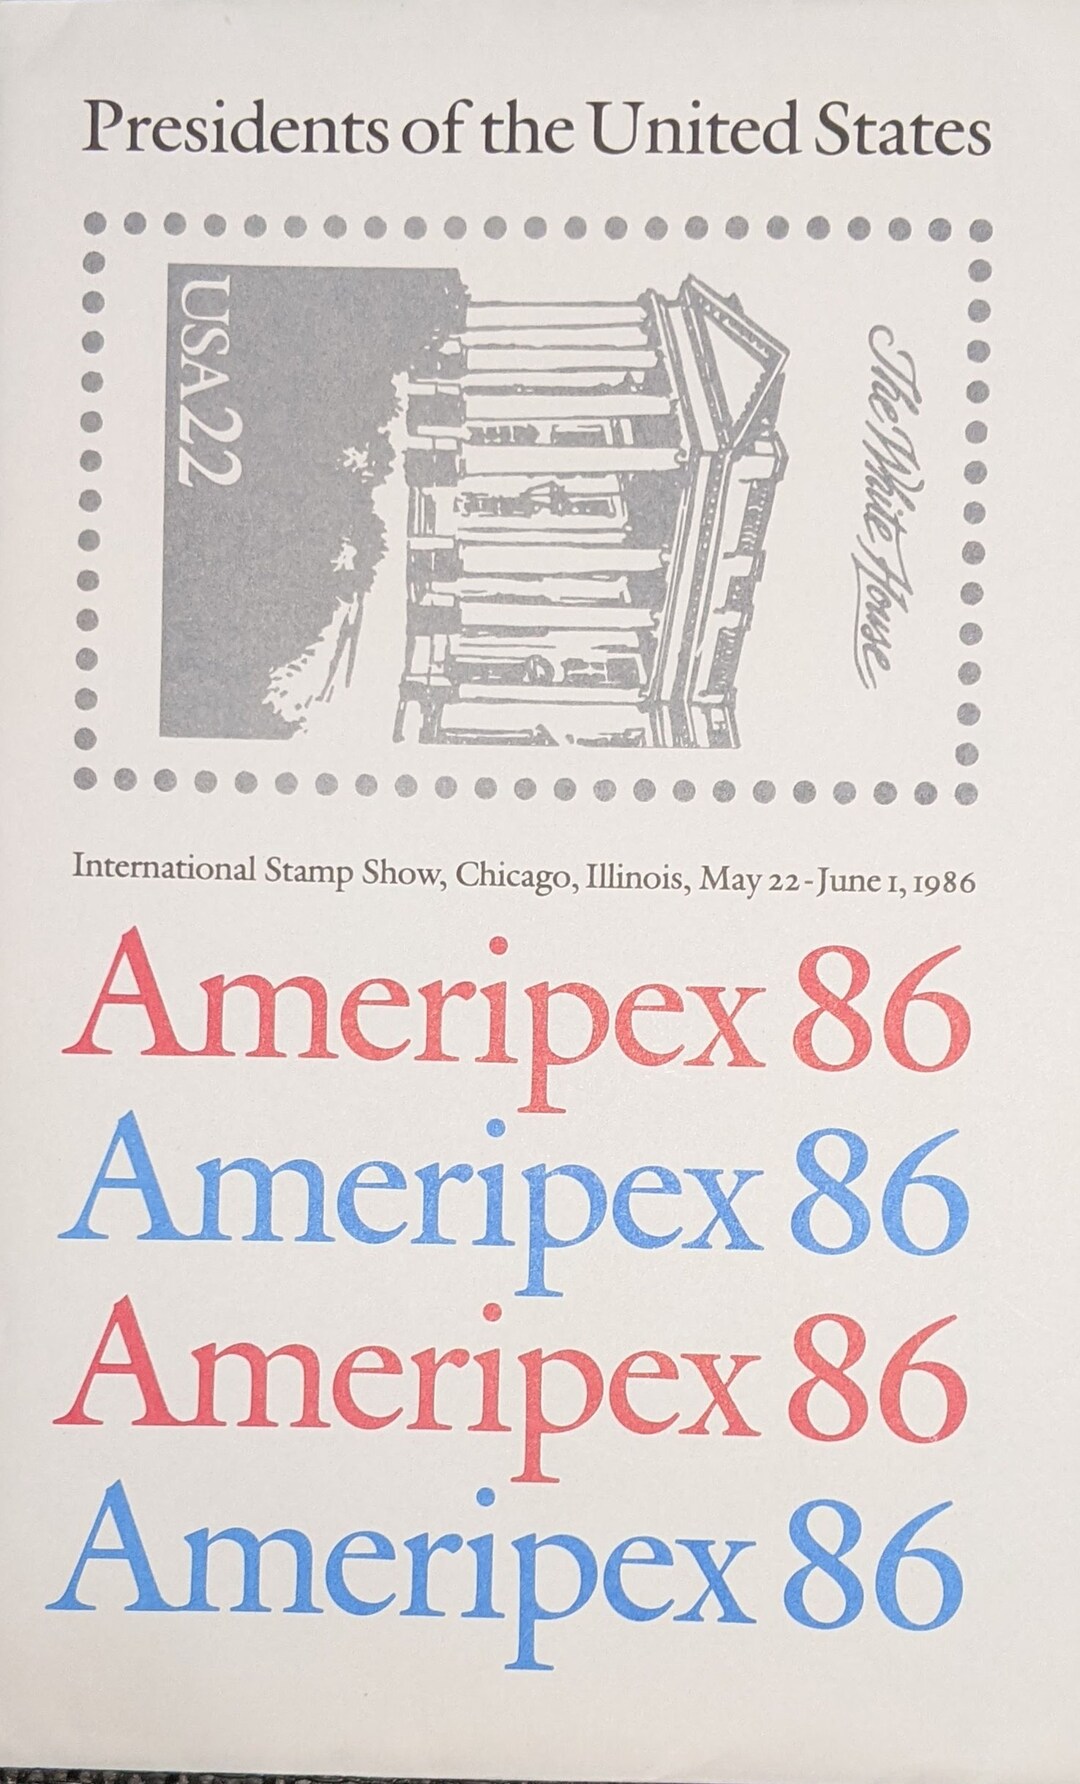 Presidents of the United States
The White House
USA22
International Stamp Show, Chicago, Illinois, May 22-June 1, 1986
Ameripex 86
Ameripex 86
Ameripex 86
Ameripex 86